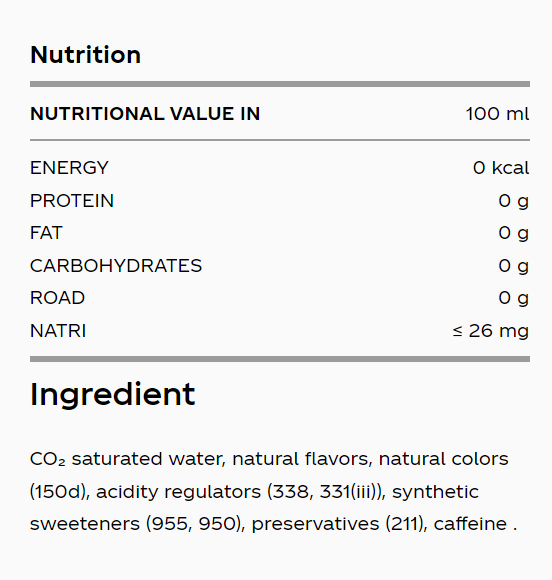 Nutrition
NUTRITIONAL VALUE IN 100 ml
ENERGY 0 kcal
PROTEIN 0 g
FAT 0 g
CARBOHYDRATES 0 g
ROAD 0 g
NATRI ≤ 26 mg
Ingredient
CO₂ saturated water, natural flavors, natural colors
(150d), acidity regulators (338, 331(iii)), synthetic
sweeteners (955, 950), preservatives (211), caffeine .